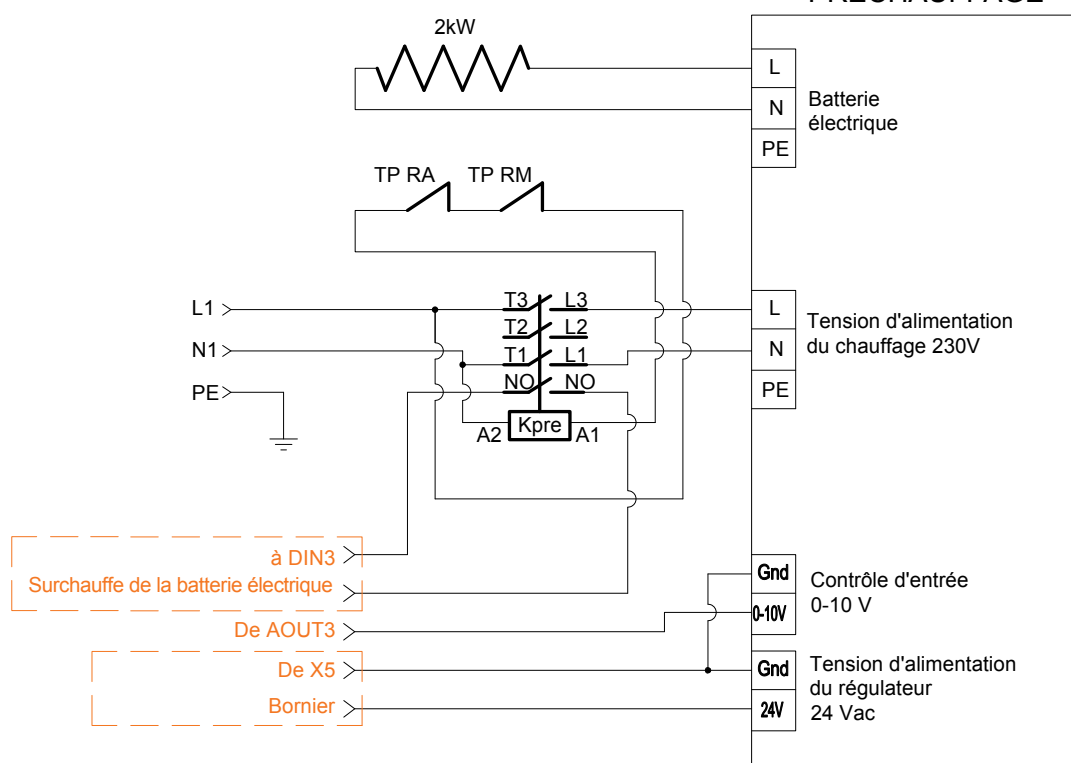 2kW
L
N
PE
Batterie
électrique
TP RA
TP RM
L1
N1
PE
T3
L3
T2
L2
T1
L1
NO
NO
A2
Kpre
A1
L
N
PE
Tension d'alimentation
du chauffage 230V
à DIN3
Surchauffe de la batterie électrique
De AOUT3
De X5
Bornier
Gnd
0-10V
Contrôle d'entrée
0-10 V
Gnd
24V
Tension d'alimentation
du régulateur
24 Vac